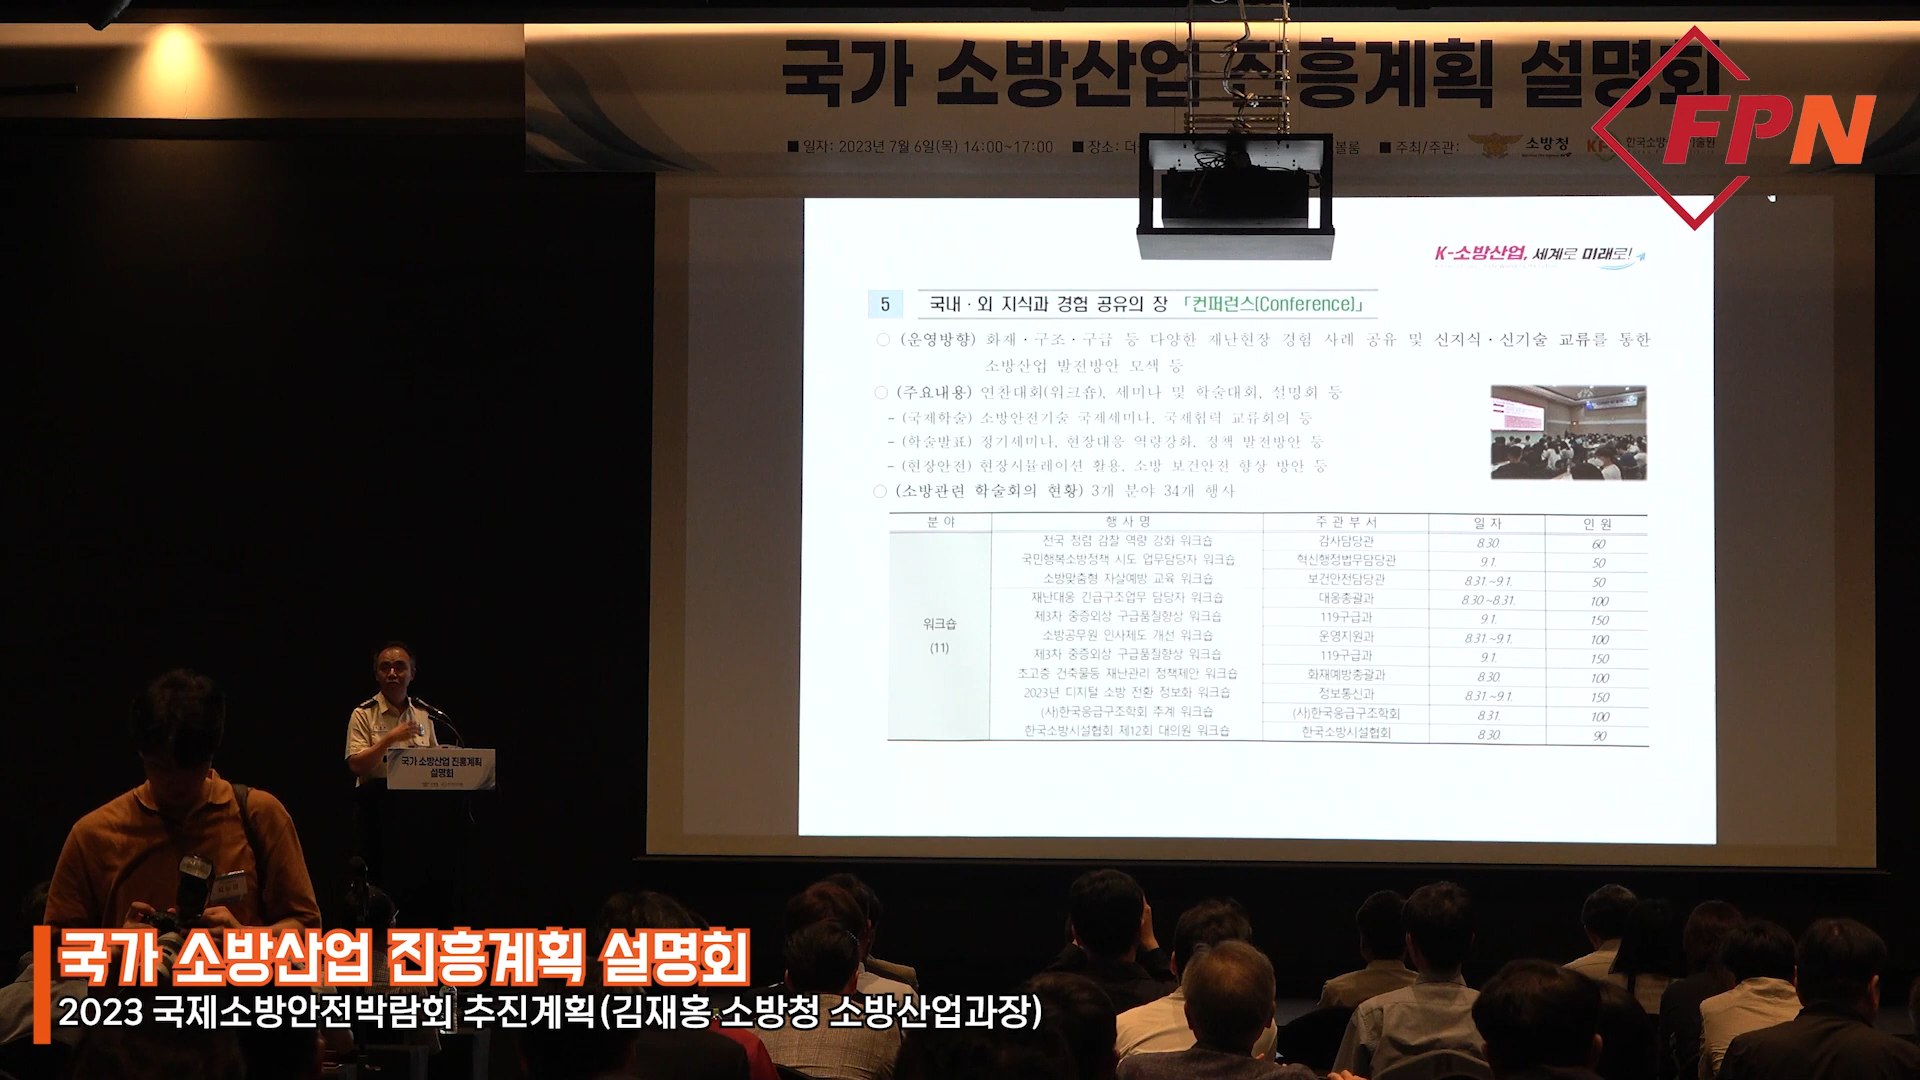 국가 소방산업 진흥계획 설명회
■ 일자: 2023년 7월 6일(목) 14:00~17:00 ■ 장소: 볼룸 ■ 주최/주관: 소방청
FPN
K-소방산업, 세계로 미래로!
5 국내·외 지식과 경험 공유의 장 「컨퍼런스(Conference)」
○ (운영방향) 화재·구조·구급 등 다양한 재난현장 경험 사례 공유 및 신지식·신기술 교류를 통한
소방산업 발전방안 모색 등
○ (주요내용) 연찬대회(워크숍), 세미나 및 학술대회, 설명회 등
- (국제학술) 소방안전기술 국제세미나, 국제협력 교류회의 등
- (학술발표) 정기세미나, 현장대응 역량강화, 정책 발전방안 등
- (현장안전) 현장시뮬레이션 활용, 소방 보건안전 향상 방안 등
○ (소방관련 학술회의 현황) 3개 분야 34개 행사
분야 행사명 주관부서 일자 인원
워크숍
(11)
전국 청렴 감찰 역량 강화 워크숍 감사담당관 8.30. 60
국민행복소방정책 시도 업무담당자 워크숍 혁신행정법무담당관 9.1. 50
소방맞춤형 자살예방 교육 워크숍 보건안전담당관 8.31.~9.1. 50
재난대응 긴급구조업무 담당자 워크숍 대응총괄과 8.30.~8.31. 100
제3차 중증외상 구급품질향상 워크숍 119구급과 9.1. 150
소방공무원 인사제도 개선 워크숍 운영지원과 8.31.~9.1. 100
제3차 중증외상 구급품질향상 워크숍 119구급과 9.1. 150
초고층 건축물등 재난관리 정책제안 워크숍 화재예방총괄과 8.30. 100
2023년 디지털 소방 전환 정보화 워크숍 정보통신과 8.31.~9.1. 150
(사)한국응급구조학회 추계 워크숍 (사)한국응급구조학회 8.31. 100
한국소방시설협회 제12회 대의원 워크숍 한국소방시설협회 8.30. 90
국가 소방산업 진흥계획
설명회
국가 소방산업 진흥계획 설명회
2023 국제소방안전박람회 추진계획(김재홍 소방청 소방산업과장)